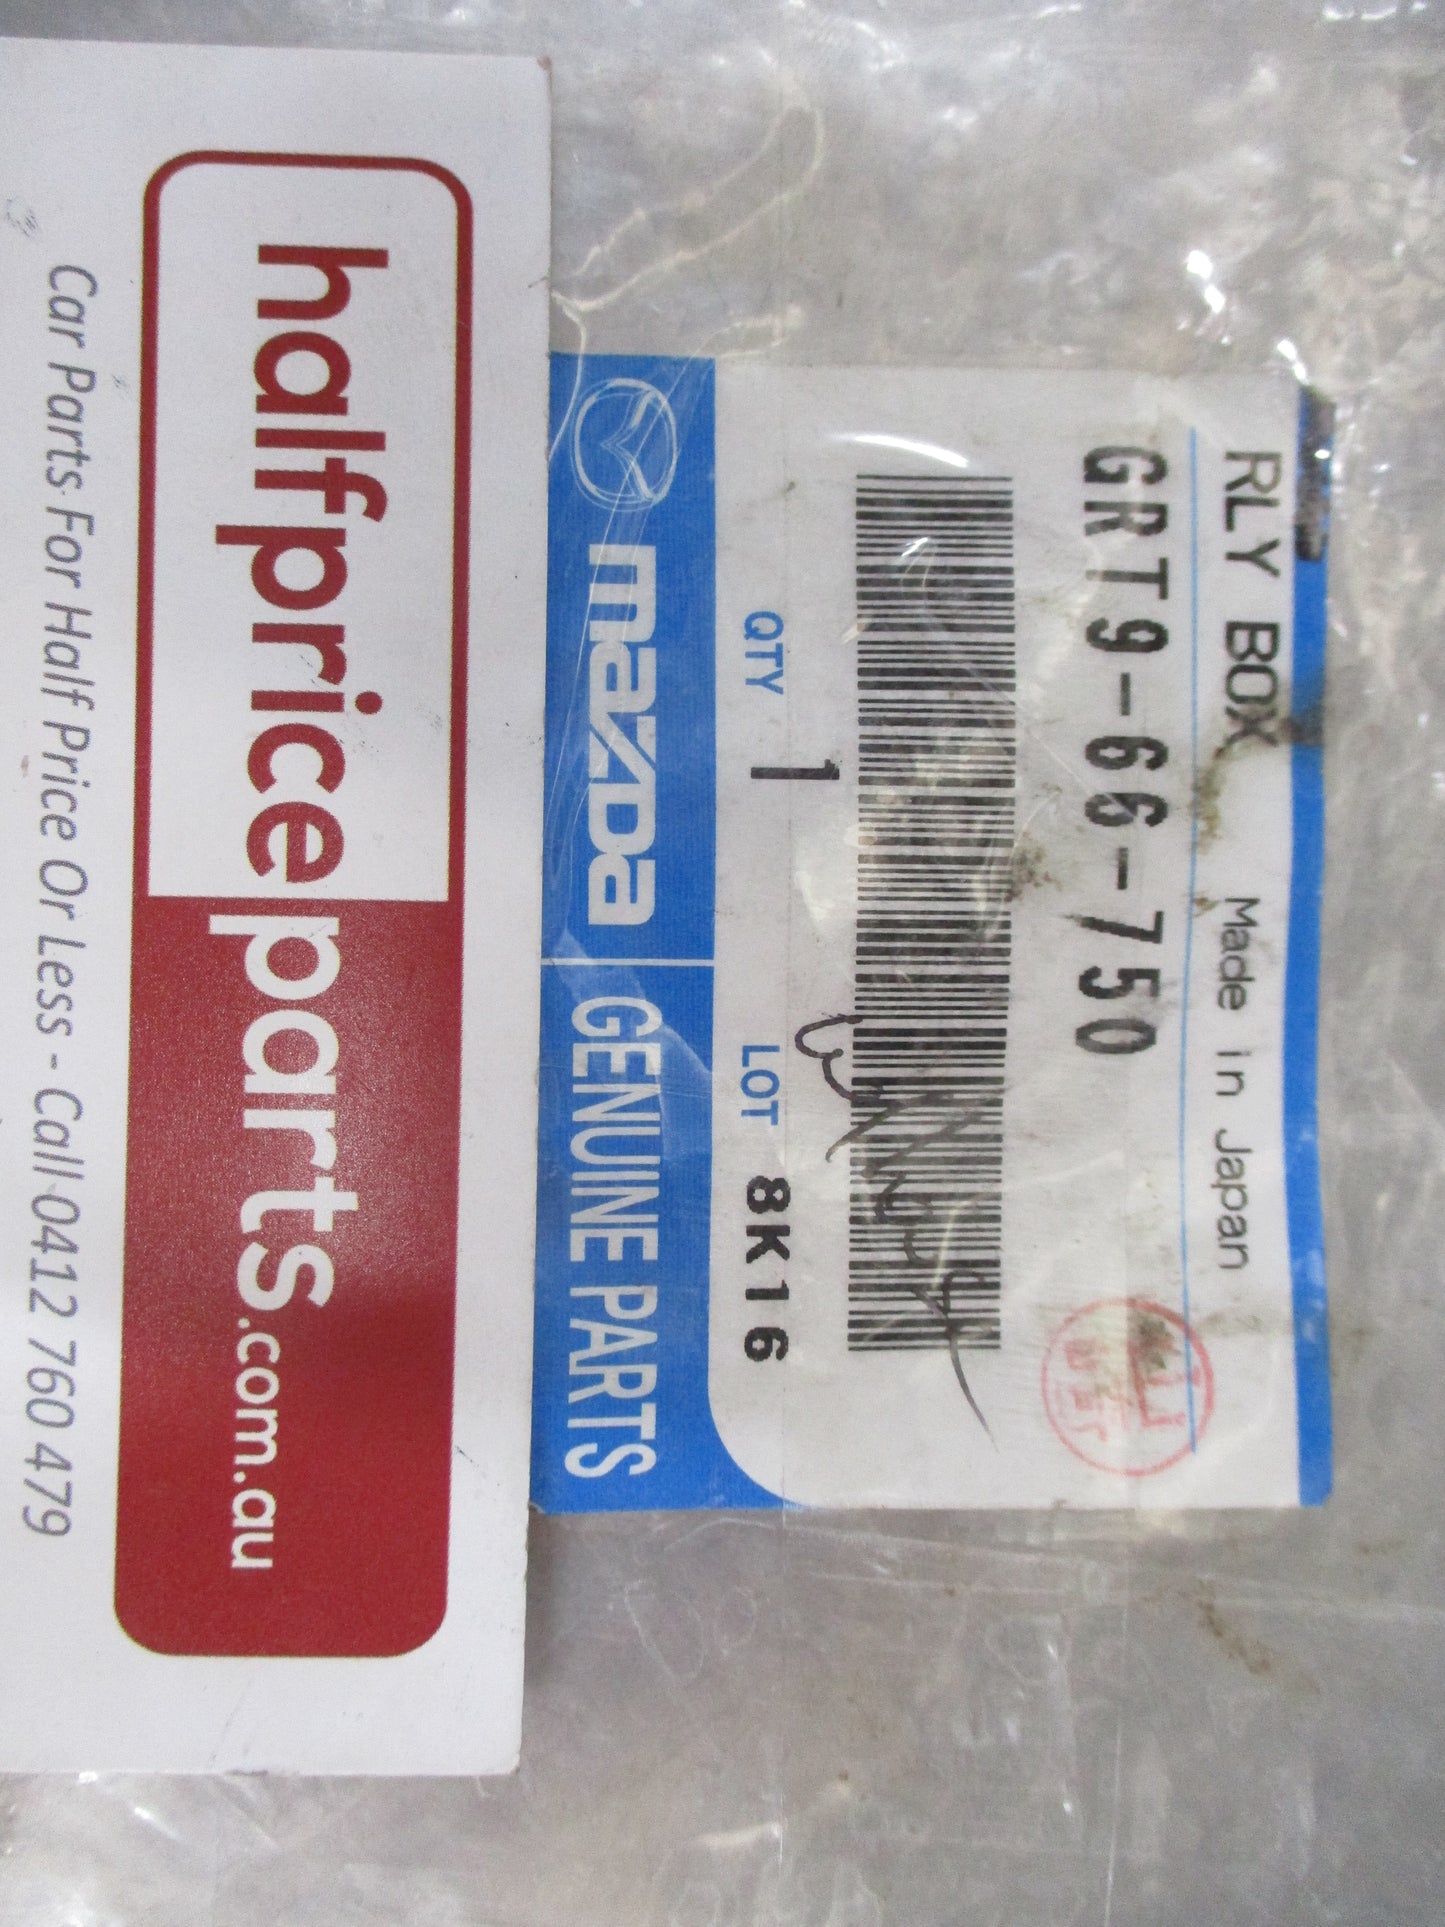 RLY BOX Made in Japan
GRT9-66-750
QTY 1 LOT 8K16
mazda GENUINE PARTS
halfpriceparts.com.au
Car Parts For Half Price Or Less - Call 0412 760 479